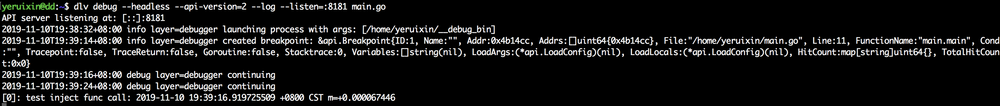 yeruixin@dd:~$ dlv debug --headless --api-version=2 --log --listen=:8181 main.go
API server listening at: [::]:8181
2019-11-10T19:38:32+08:00 info layer=debugger launching process with args: [/home/yeruixin/__debug_bin]
2019-11-10T19:39:14+08:00 info layer=debugger created breakpoint: &api.Breakpoint{ID:1, Name:"", Addr:0x4b14cc, Addrs:[]uint64{0x4b14cc}, File:"/home/yeruixin/main.go", Line:11, FunctionName:"main.main", Cond
:"", Tracepoint:false, TraceReturn:false, Goroutine:false, Stacktrace:0, Variables:[]string(nil), LoadArgs:(*api.LoadConfig)(nil), LoadLocals:(*api.LoadConfig)(nil), HitCount:map[string]uint64{}, TotalHitCoun
t:0x0}
2019-11-10T19:39:16+08:00 debug layer=debugger continuing
2019-11-10T19:39:24+08:00 debug layer=debugger continuing
[0]: test inject func call: 2019-11-10 19:39:16.919725509 +0800 CST m=+0.000067446